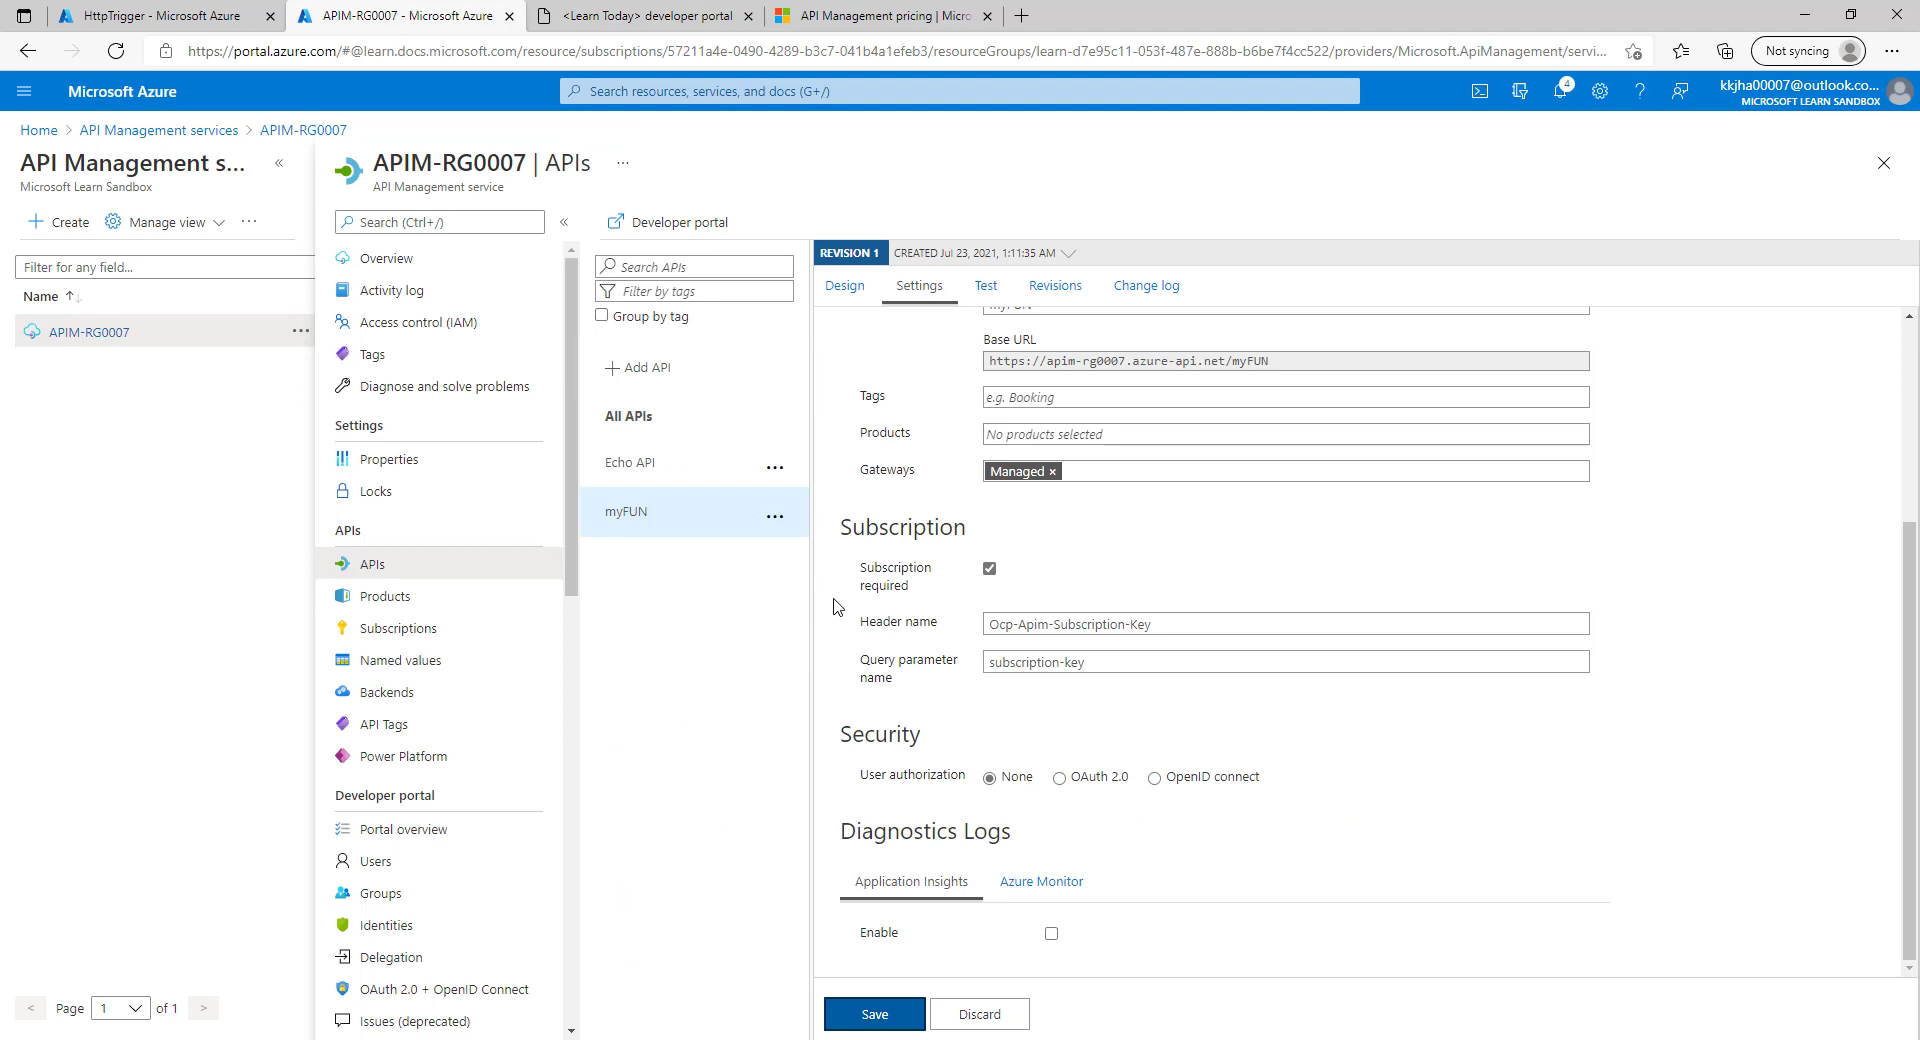 HttpTrigger - Microsoft Azure
APIM-RG0007 - Microsoft Azure
<Learn Today> developer portal
API Management pricing | Micro
https://portal.azure.com/#@learn.docs.microsoft.com/resource/subscriptions/57211a4e-0490-4289-b3c7-041b4a1efeb3/resourceGroups/learn-d7e95c11-053f-487e-888b-b6be7f4cc522/providers/Microsoft.ApiManagement/servi...
Not syncing
Microsoft Azure
Search resources, services, and docs (G+/)
4
kkjha00007@outlook.co...
MICROSOFT LEARN SANDBOX
Home > API Management services > APIM-RG0007
API Management s...
Microsoft Learn Sandbox
APIM-RG0007 | APIs
API Management service
Create
Manage view
Search (Ctrl+/)
Developer portal
Filter for any field...
Name
APIM-RG0007
Page 1 of 1
Overview
Activity log
Access control (IAM)
Tags
Diagnose and solve problems
Settings
Properties
Locks
APIs
APIs
Products
Subscriptions
Named values
Backends
API Tags
Power Platform
Developer portal
Portal overview
Users
Groups
Identities
Delegation
OAuth 2.0 + OpenID Connect
Issues (deprecated)
Search APIs
Filter by tags
Group by tag
Add API
All APIs
Echo API
myFUN
REVISION 1
CREATED Jul 23, 2021, 1:11:35 AM
Design
Settings
Test
Revisions
Change log
myFUN
Base URL
https://apim-rg0007.azure-api.net/myFUN
Tags
e.g. Booking
Products
No products selected
Gateways
Managed ×
Subscription
Subscription required
Header name
Ocp-Apim-Subscription-Key
Query parameter name
subscription-key
Security
User authorization
None
OAuth 2.0
OpenID connect
Diagnostics Logs
Application Insights
Azure Monitor
Enable
Save
Discard